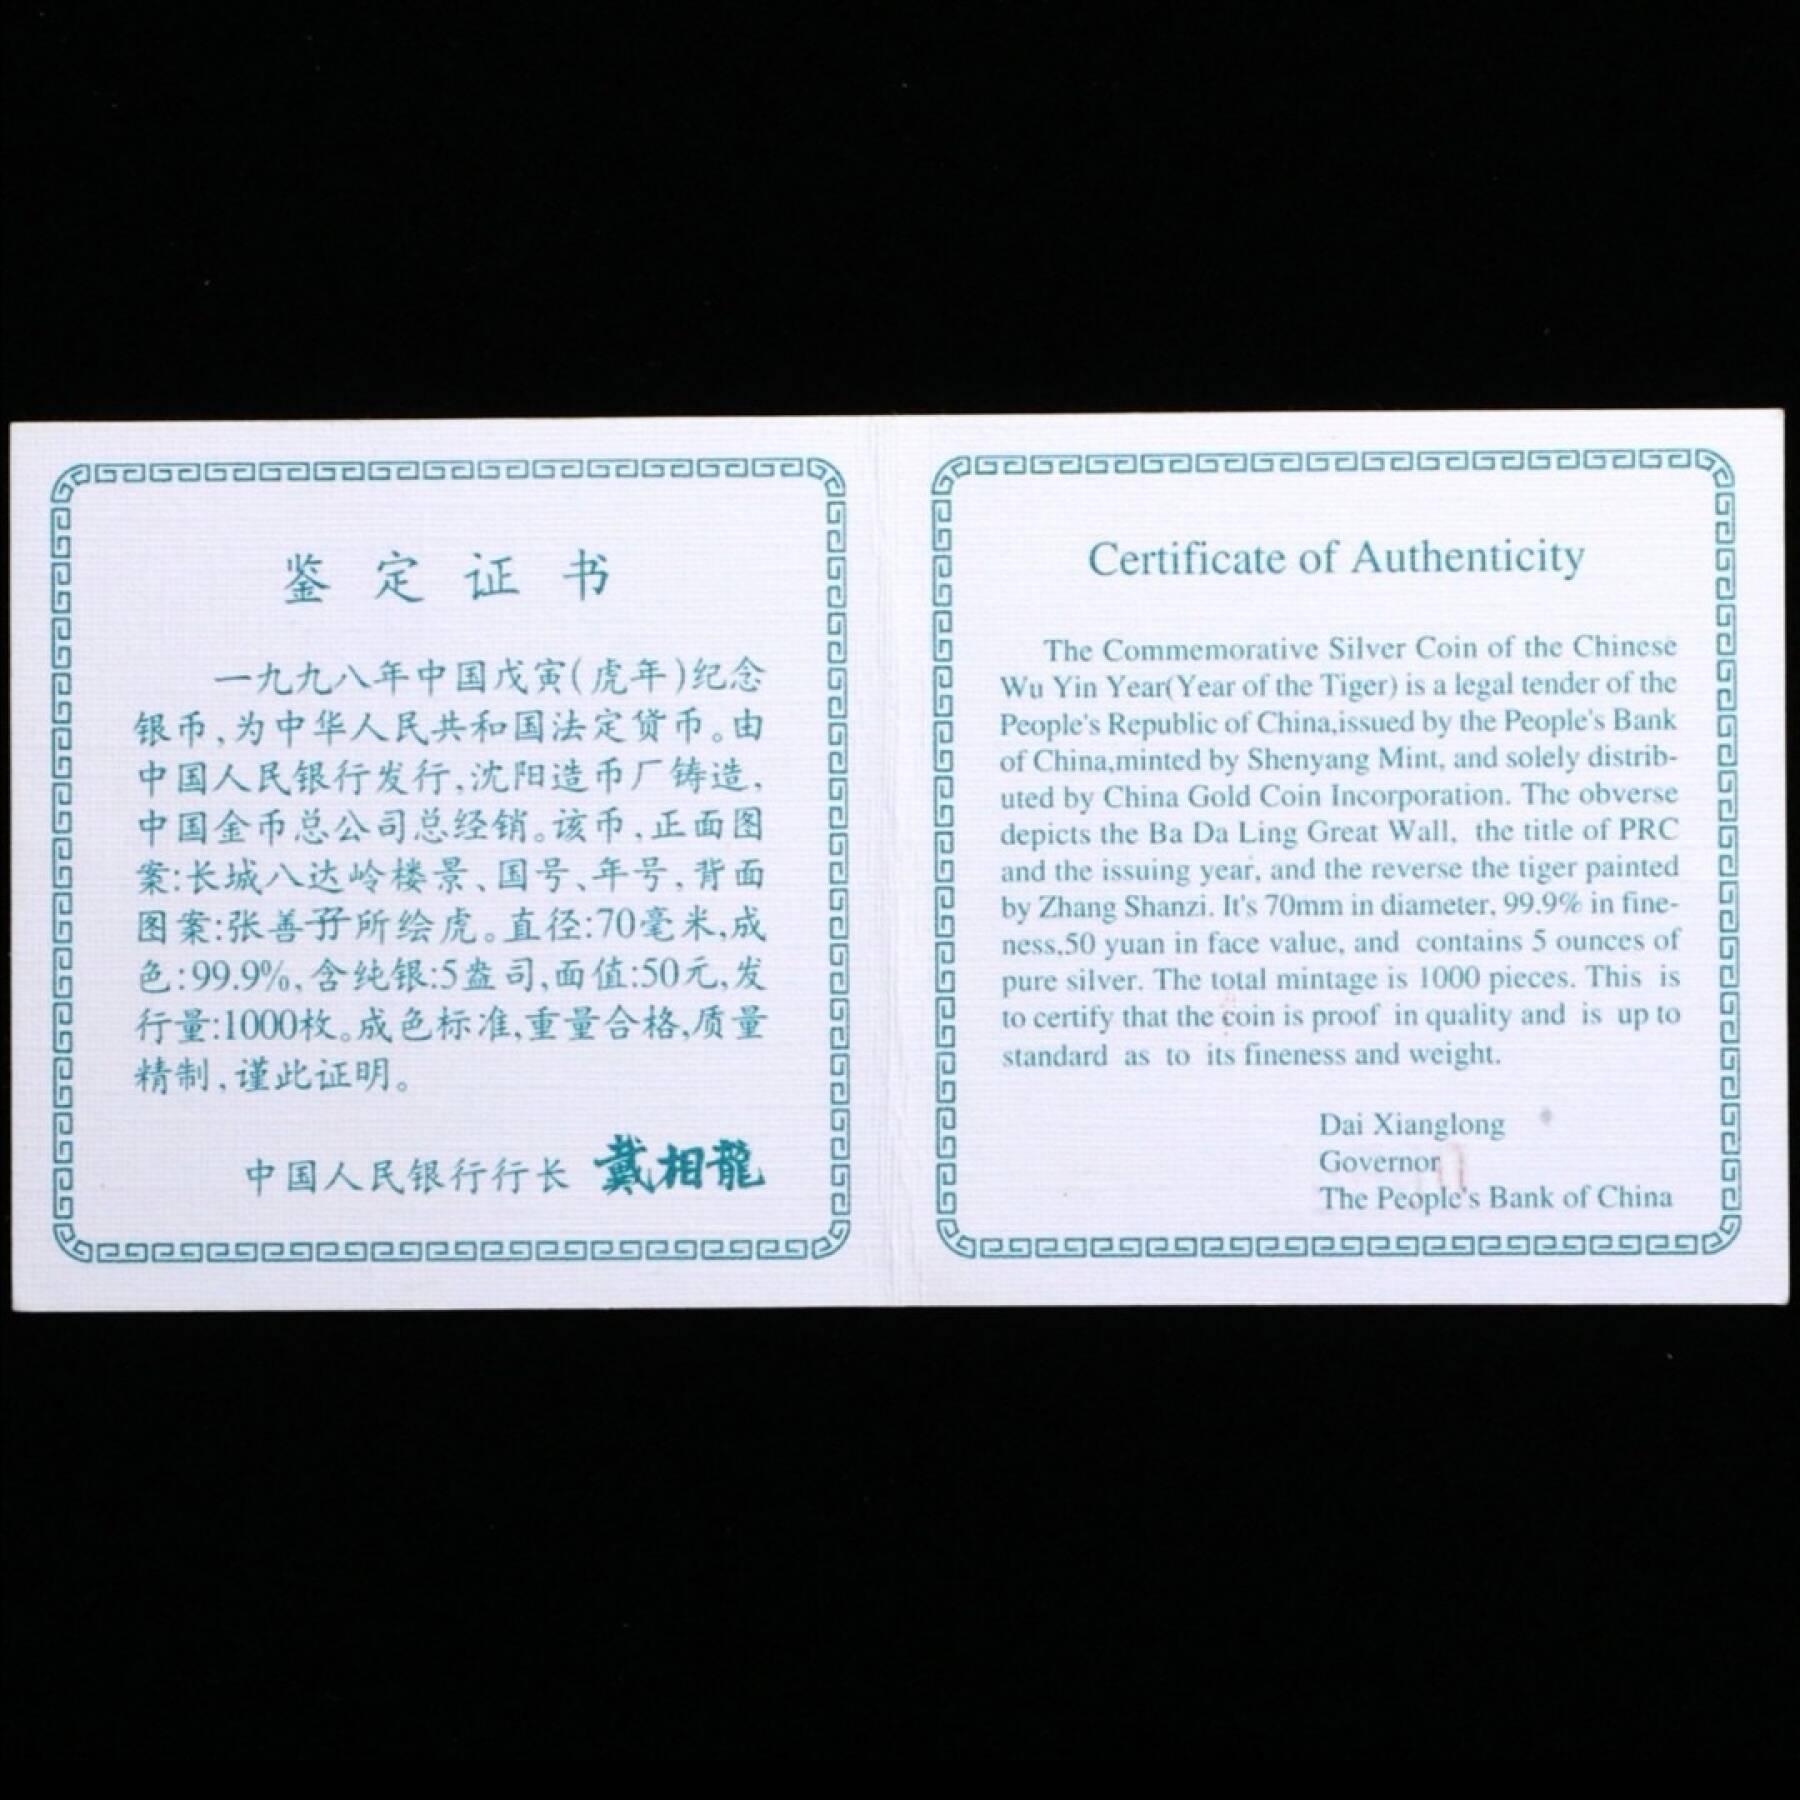 鉴定证书
一九九八年中国戊寅(虎年)纪念
银币,为中华人民共和国法定货币。由
中国人民银行发行,沈阳造币厂铸造,
中国金币总公司总经销。该币,正面图
案:长城八达岭楼景、国号、年号,背面
图案:张善孖所绘虎。直径:70毫米,成
色:99.9%,含纯银:5盎司,面值:50元,发
行量:1000枚。成色标准,重量合格,质量
精制,谨此证明。
中国人民银行行长 戴相龍
Certificate of Authenticity
The Commemorative Silver Coin of the Chinese
Wu Yin Year(Year of the Tiger) is a legal tender of the
People's Republic of China,issued by the People's Bank
of China,minted by Shenyang Mint, and solely distrib-
uted by China Gold Coin Incorporation. The obverse
depicts the Ba Da Ling Great Wall, the title of PRC
and the issuing year, and the reverse the tiger painted
by Zhang Shanzi. It's 70mm in diameter, 99.9% in fine-
ness,50 yuan in face value, and contains 5 ounces of
pure silver. The total mintage is 1000 pieces. This is
to certify that the coin is proof in quality and is up to
standard as to its fineness and weight.
Dai Xianglong
Governor
The People's Bank of China